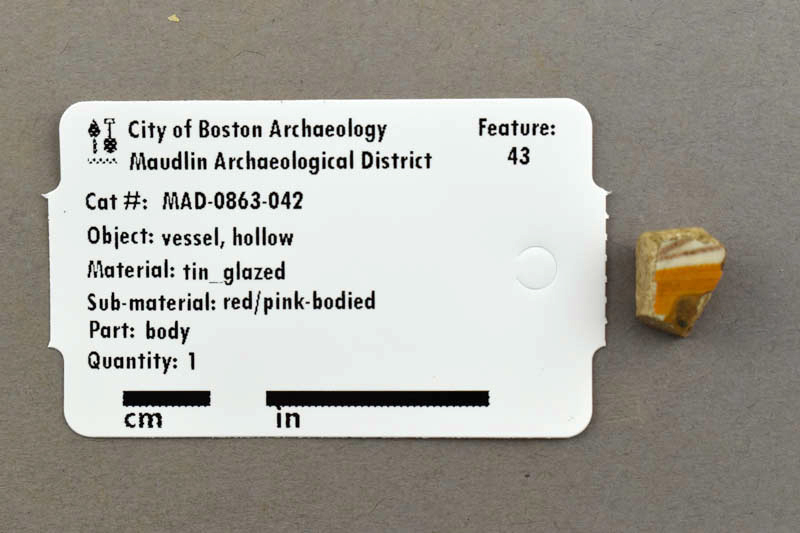 City of Boston Archaeology
Maudlin Archaeological District
Feature:
43
Cat #: MAD-0863-042
Object: vessel, hollow
Material: tin_glazed
Sub-material: red/pink-bodied
Part: body
Quantity: 1
cm in